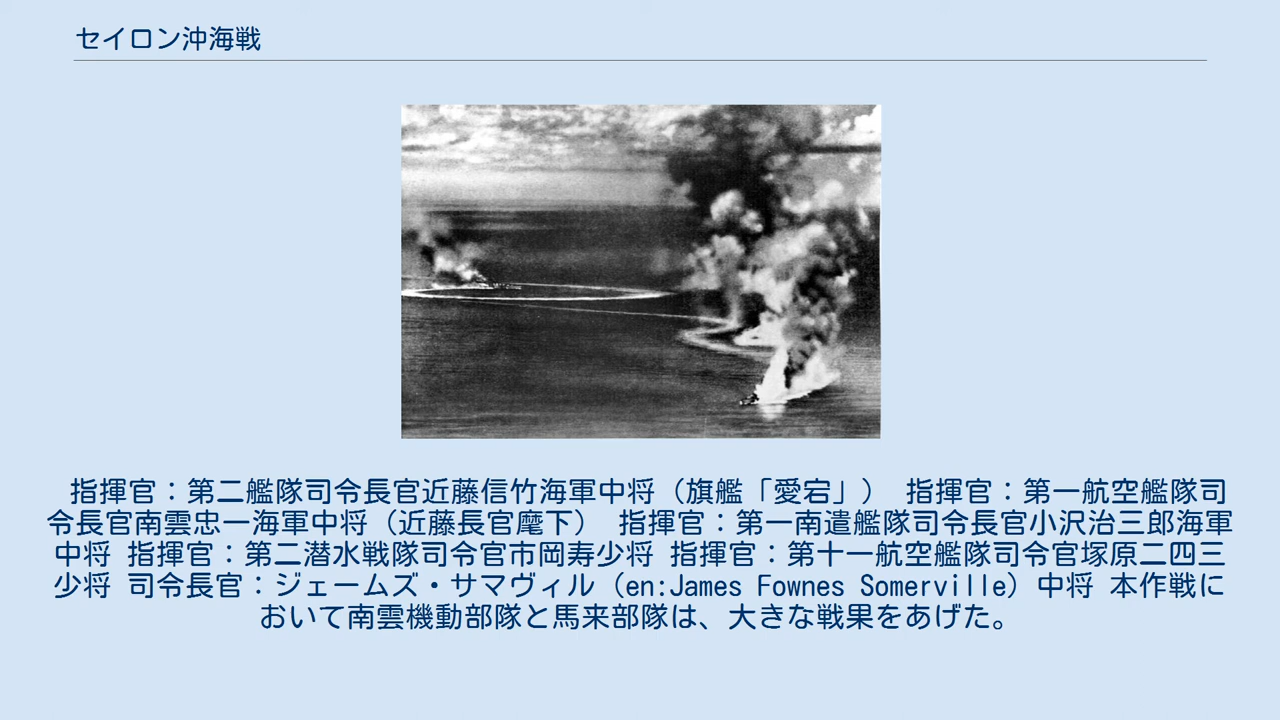 セイロン沖海戦
指揮官：第二艦隊司令長官近藤信竹海軍中将（旗艦「愛宕」） 指揮官：第一航空艦隊司
令長官南雲忠一海軍中将（近藤長官麾下） 指揮官：第一南遣艦隊司令長官小沢治三郎海軍
中将 指揮官：第二潜水戦隊司令官市岡寿少将 指揮官：第十一航空艦隊司令官塚原二四三
少将 司令長官：ジェームズ・サマヴィル（en:James Fownes Somerville）中将 本作戦に
おいて南雲機動部隊と馬来部隊は、大きな戦果をあげた。